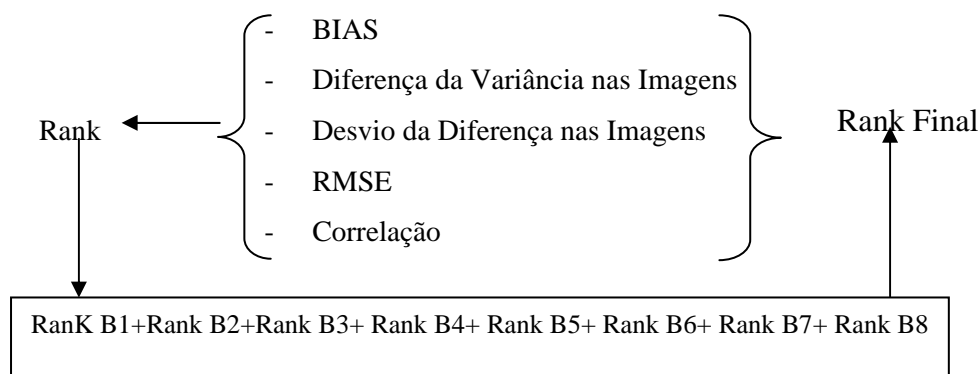 - BIAS
- Diferença da Variância nas Imagens
Rank
- Desvio da Diferença nas Imagens
Rank Final
- RMSE
- Correlação
RanK B1+Rank B2+Rank B3+ Rank B4+ Rank B5+ Rank B6+ Rank B7+ Rank B8